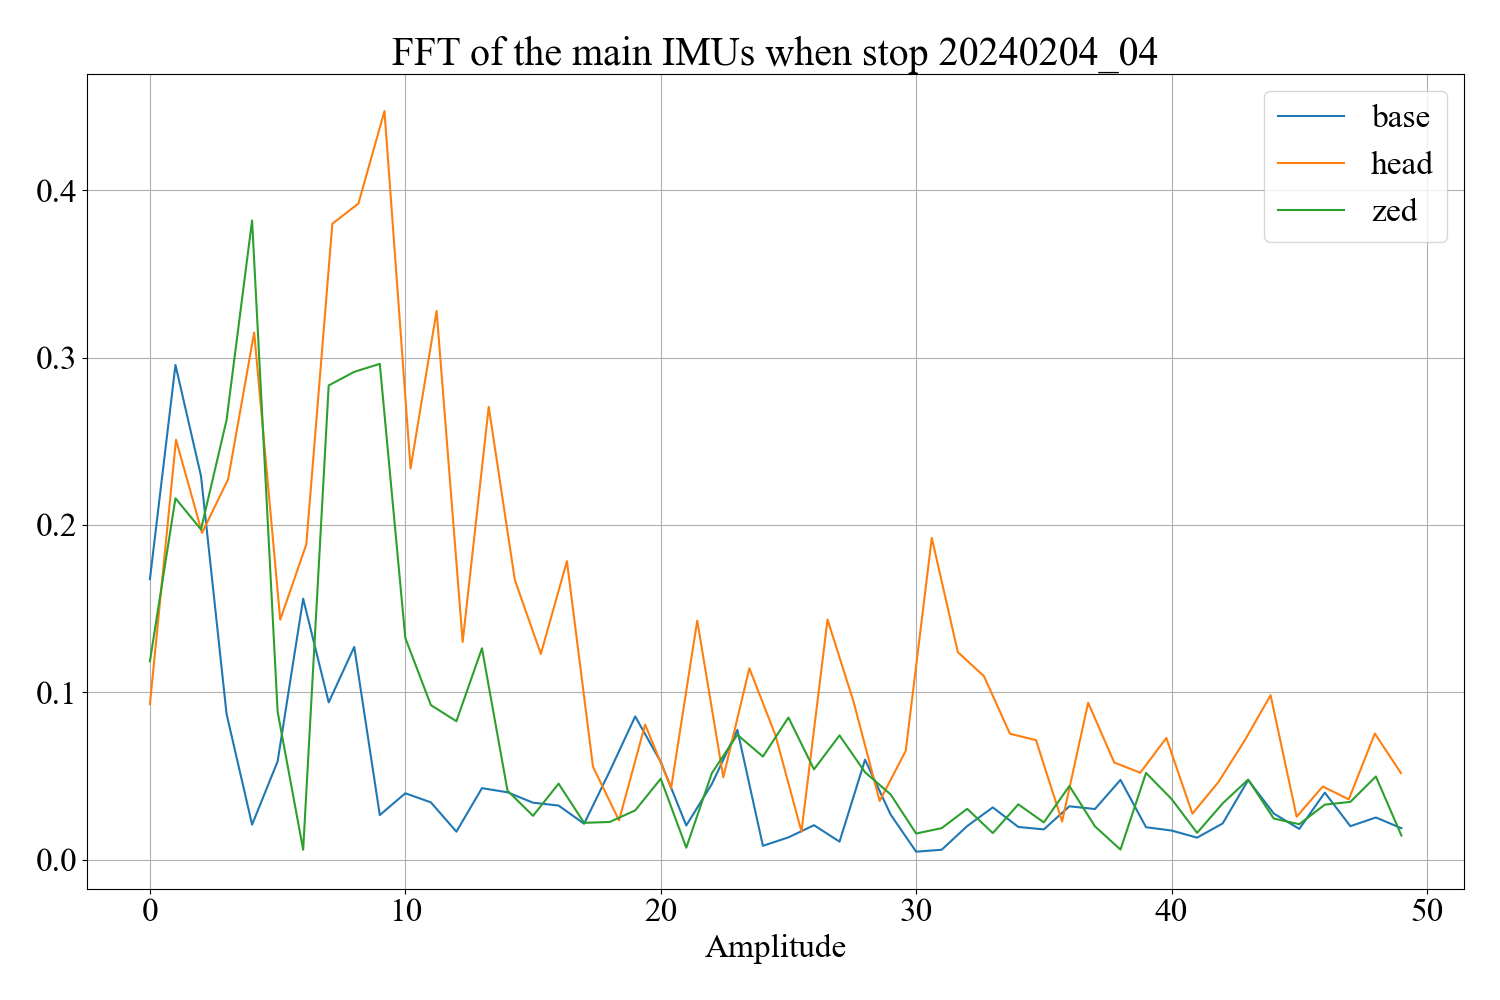 FFT of the main IMUs when stop 20240204_04
base
head
zed
0.4
0.3
0.2
0.1
0.0
0 10 20 30 40 50
Amplitude